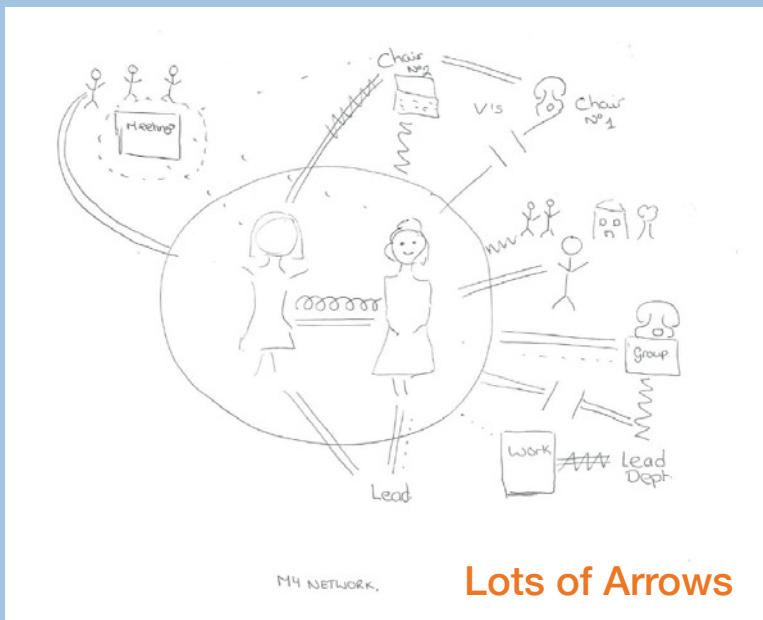 Chair
Nº2
V's
Chair
Nº1
Meeting
Group
Work
Lead
Dept
Lead
MY NETWORK.
Lots of Arrows